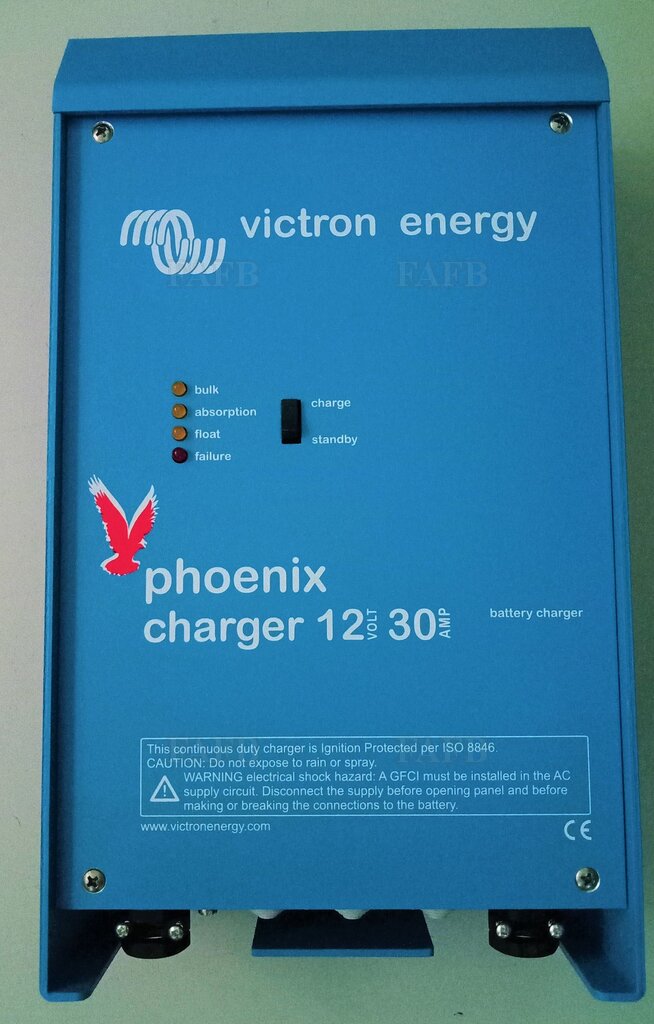 victron energy
FAFB FAFB
bulk
absorption
float
failure
charge
standby
phoenix
charger 12 VOLT 30 AMP
battery charger
FAFB FAFB
This continuous duty charger is Ignition Protected per ISO 8846.
CAUTION: Do not expose to rain or spray.
WARNING electrical shock hazard: A GFCI must be installed in the AC
supply circuit. Disconnect the supply before opening panel and before
making or breaking the connections to the battery.
www.victronenergy.com
CE